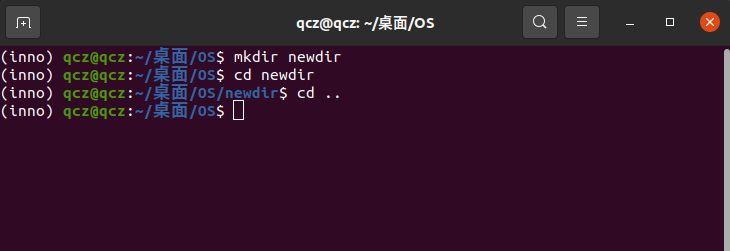 qcz@qcz: ~/桌面/OS
(inno) qcz@qcz:~/桌面/OS$ mkdir newdir
(inno) qcz@qcz:~/桌面/OS$ cd newdir
(inno) qcz@qcz:~/桌面/OS/newdir$ cd ..
(inno) qcz@qcz:~/桌面/OS$